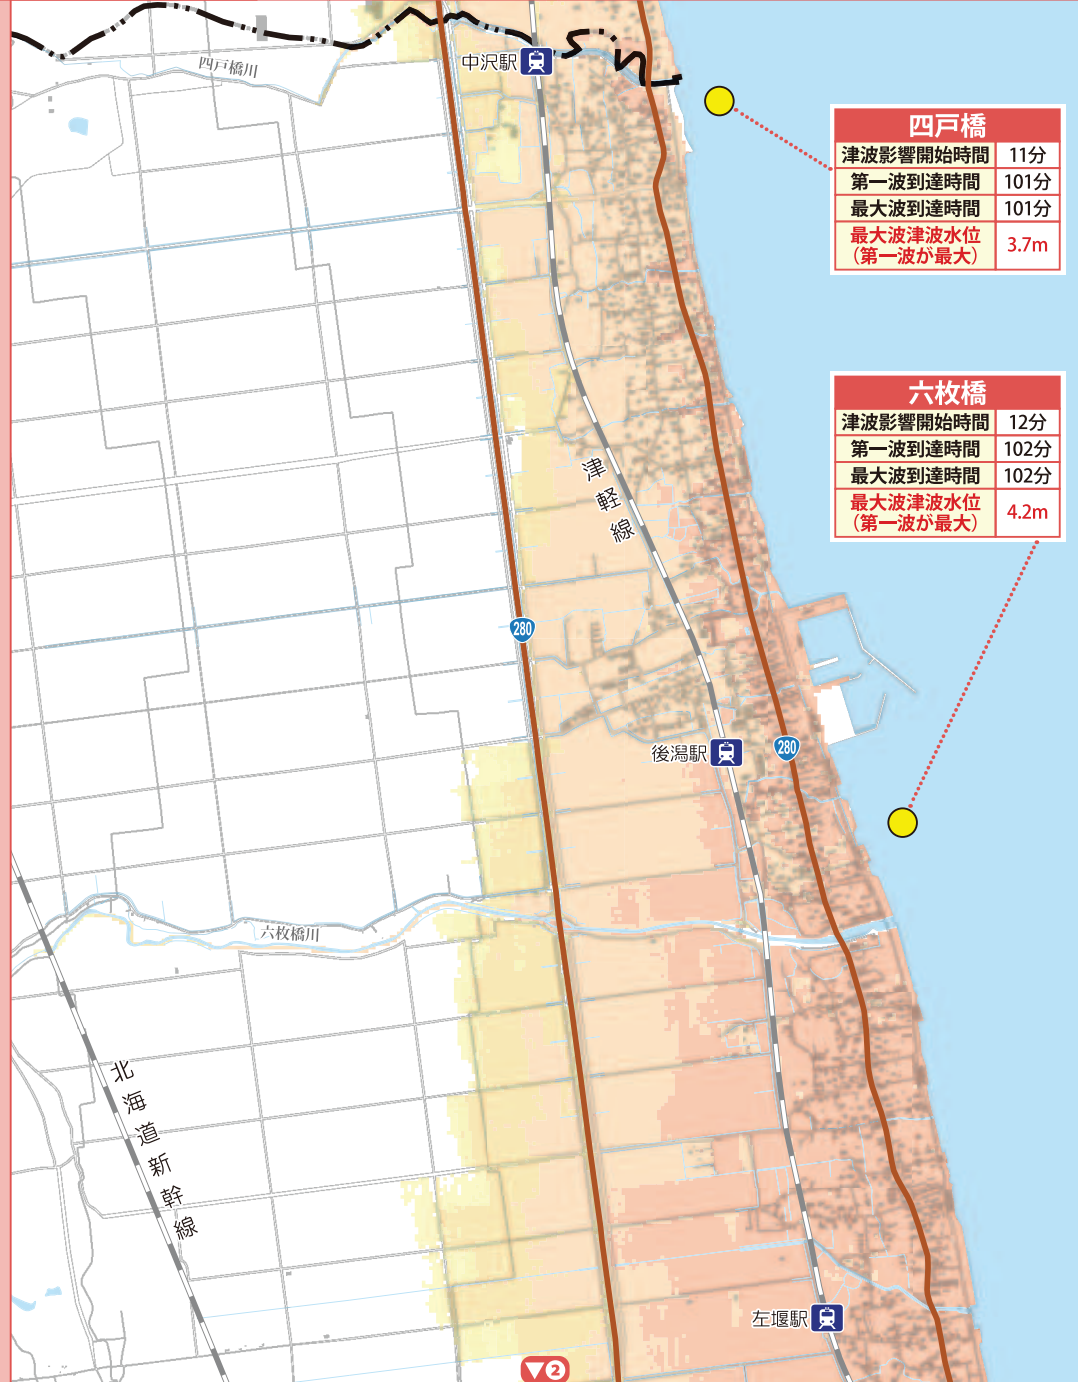 四戸橋川
中沢駅
四戸橋
津波影響開始時間 11分
第一波到達時間 101分
最大波到達時間 101分
最大波津波水位
（第一波が最大） 3.7m
六枚橋
津波影響開始時間 12分
第一波到達時間 102分
最大波到達時間 102分
最大波津波水位
（第一波が最大） 4.2m
津軽線
280
後潟駅
280
六枚橋川
北海道新幹線
左堰駅
▼2